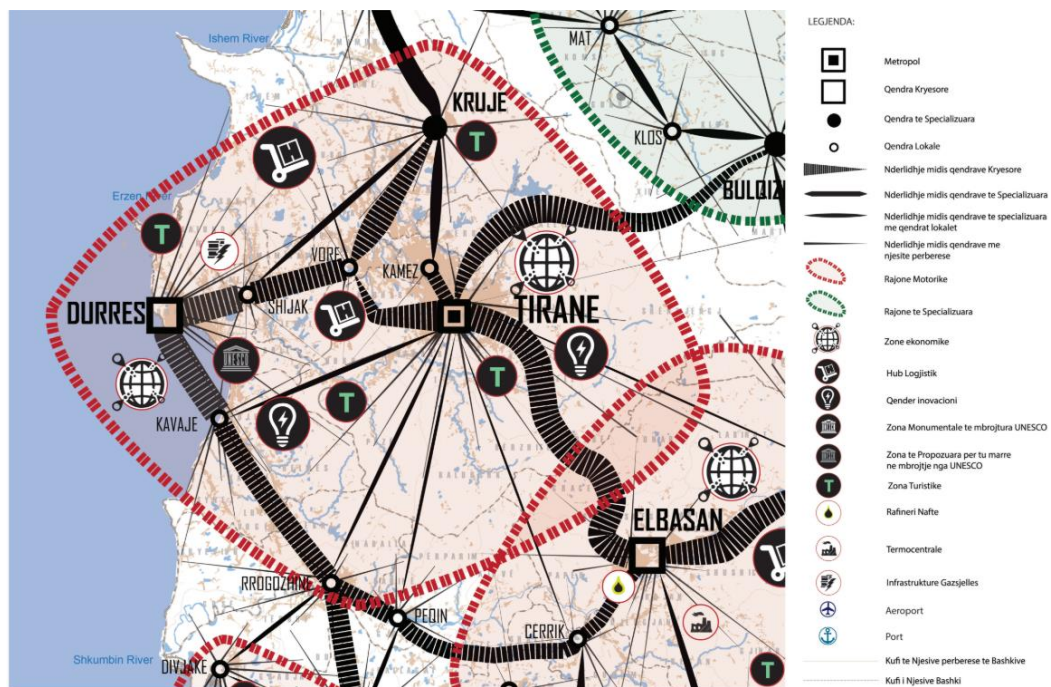 Ishem River
MAT
KRUJE
T
KLOS
BULQIZ
Erzen River
T
VORE
KAMEZ
DURRES
SHIJAK
TIRANE
UNESCO
T
T
KAVAJE
ELBASAN
RROGOZHINE
PEQIN
CERRIK
Shkumbin River
DIVJAKE
T
LEGJENDA:
Metropol
Qendra Kryesore
Qendra te Specializuara
Qendra Lokale
Nderlidhje midis qendrave Kryesore
Nderlidhje midis qendrave te Specializuara
Nderlidhje midis qendrave te specializuara
me qendrat lokalet
Nderlidhje midis qendrave me
njesite perberese
Rajone Motorike
Rajone te Specializuara
Zone ekomike
Hub Logjistik
Qender inovacioni
Zona Monumentale te mbrojtura UNESCO
Zona te Propozuara per tu marre
ne mbrojtje nga UNESCO
T
Zona Turistike
Rafineri Nafte
Termocentrale
Infrastrukture Gazsjelles
Aeroport
Port
Kufi te Njesive perberese te Bashkive
Kufi i Njesive Bashki